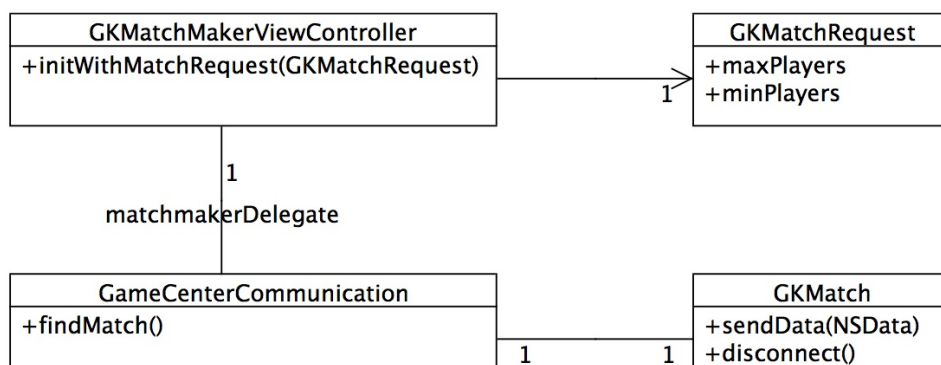 GKMatchMakerViewController
+initWithMatchRequest(GKMatchRequest)
GKMatchRequest
+maxPlayers
+minPlayers
1
1
matchmakerDelegate
GameCenterCommunication
+findMatch()
GKMatch
+sendData(NSData)
+disconnect()
1
1